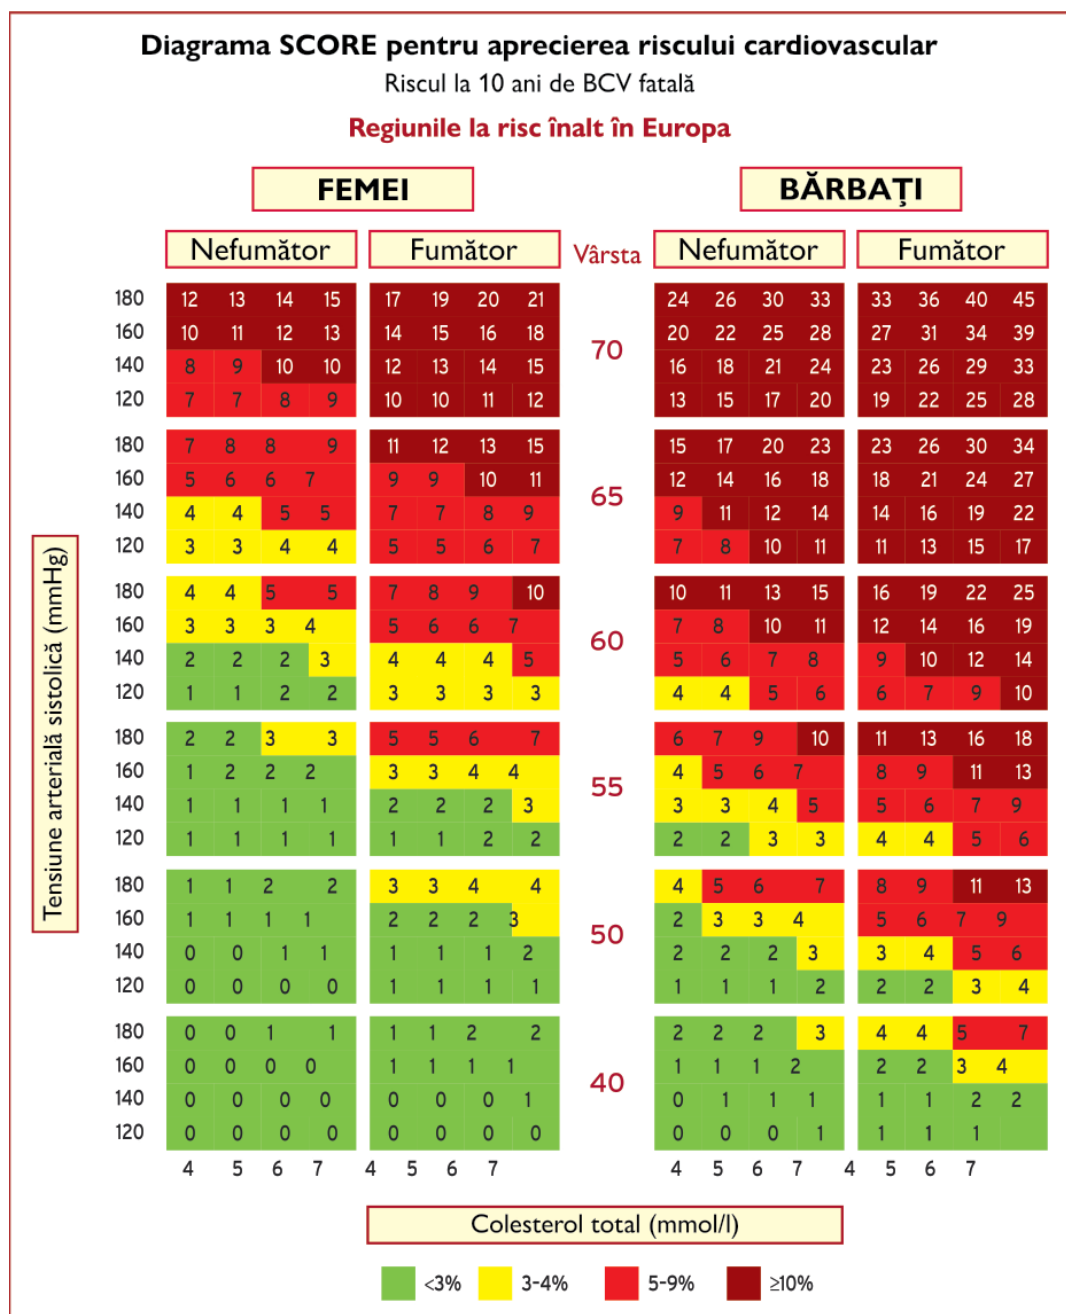 Diagrama SCORE pentru aprecierea riscului cardiovascular
Riscul la 10 ani de BCV fatală
Regiunile la risc înalt în Europa
FEMEI BĂRBAŢI
Nefumător Fumător Vârsta Nefumător Fumător
Tensiune arterială sistolică (mmHg)
180 12 13 14 15 17 19 20 21 24 26 30 33 33 36 40 45
160 10 11 12 13 14 15 16 18 20 22 25 28 27 31 34 39
70
140 8 9 10 10 12 13 14 15 16 18 21 24 23 26 29 33
120 7 7 8 9 10 10 11 12 13 15 17 20 19 22 25 28
180 7 8 8 9 11 12 13 15 15 17 20 23 23 26 30 34
160 5 6 6 7 9 9 10 11 12 14 16 18 18 21 24 27
65
140 4 4 5 5 7 7 8 9 9 11 12 14 14 16 19 22
120 3 3 4 4 5 5 6 7 7 8 10 11 11 13 15 17
180 4 4 5 5 7 8 9 10 10 11 13 15 16 19 22 25
160 3 3 3 4 5 6 6 7 7 8 10 11 12 14 16 19
60
140 2 2 2 3 4 4 4 5 5 6 7 8 9 10 12 14
120 1 1 2 2 3 3 3 3 4 4 5 6 6 7 9 10
180 2 2 3 3 5 5 6 7 6 7 9 10 11 13 16 18
160 1 2 2 2 3 3 4 4 4 5 6 7 8 9 11 13
55
140 1 1 1 1 2 2 2 3 3 3 4 5 5 6 7 9
120 1 1 1 1 1 1 2 2 2 2 3 3 4 4 5 6
180 1 1 2 2 3 3 4 4 4 5 6 7 8 9 11 13
160 1 1 1 1 2 2 2 3 2 3 3 4 5 6 7 9
50
140 0 0 1 1 1 1 1 2 2 2 2 3 3 4 5 6
120 0 0 0 0 1 1 1 1 1 1 1 2 2 2 3 4
180 0 0 1 1 1 1 2 2 2 2 2 3 4 4 5 7
160 0 0 0 0 1 1 1 1 1 1 1 2 2 2 3 4
40
140 0 0 0 0 0 0 0 1 0 1 1 1 1 1 2 2
120 0 0 0 0 0 0 0 0 0 0 0 1 1 1 1
4 5 6 7 4 5 6 7 4 5 6 7 4 5 6 7
Colesterol total (mmol/l)
<3% 3-4% 5-9% ≥10%